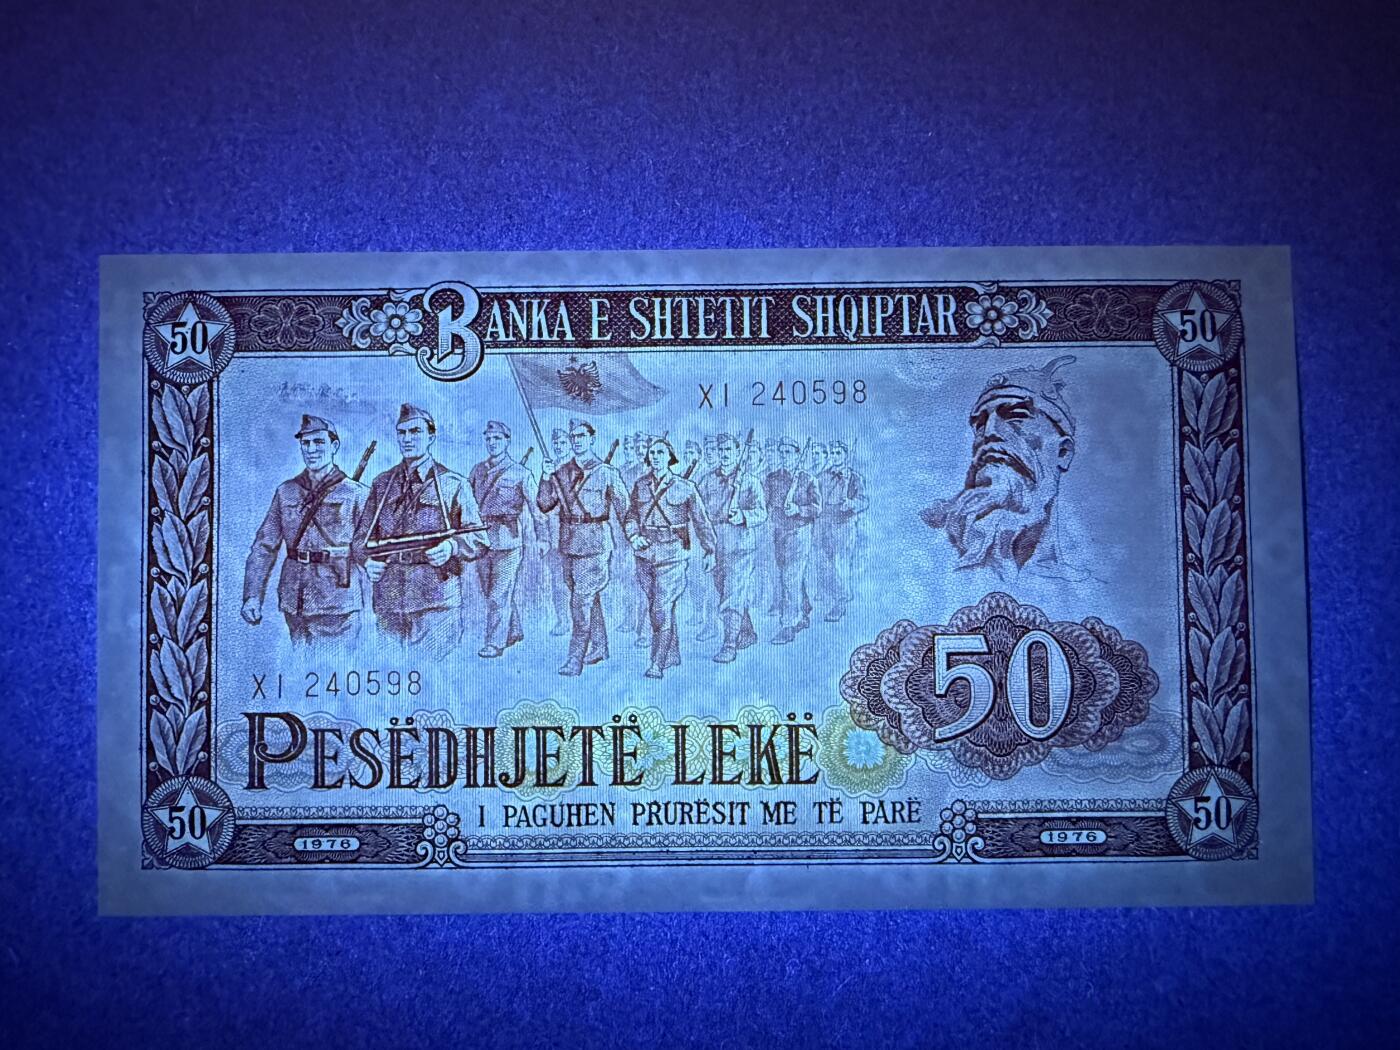 50 BANKA E SHTETIT SHQIPTAR 50
XI 240598
XI 240598
50
PESËDHJETË LEKË
I PAGUHEN PRURËSIT ME TË PARË
50 1976 1976 50